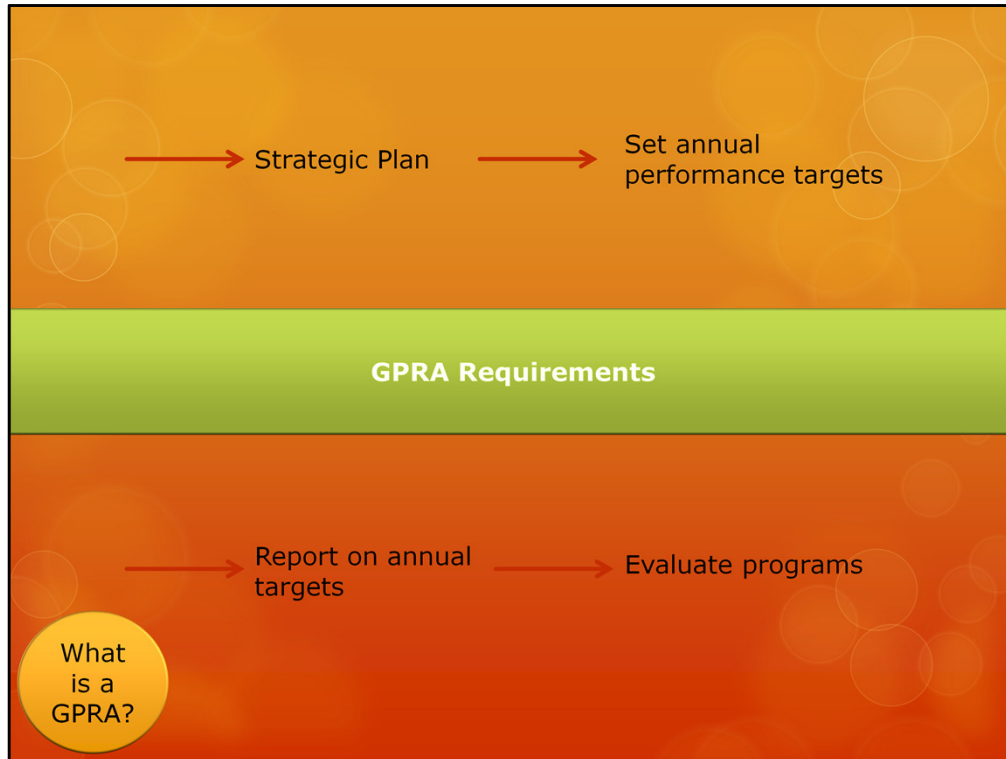 Strategic Plan
Set annual
performance targets
GPRA Requirements
Report on annual
targets
Evaluate programs
What
is a
GPRA?